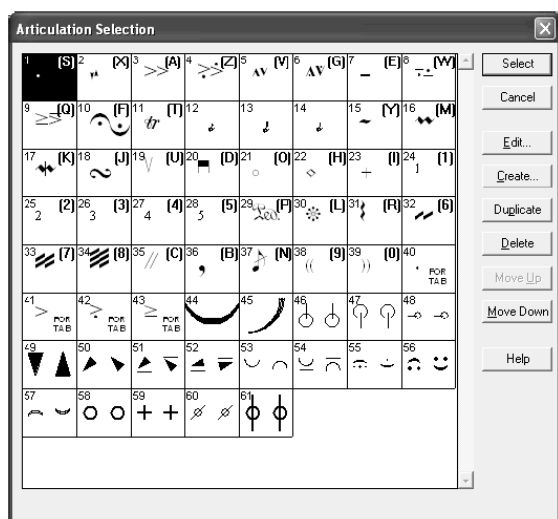 Articulation Selection
1 (S) 2 (X) 3 (A) 4 (Z) 5 (V) 6 (G) 7 (E) 8 (W)
9 (Q) 10 (F) 11 tr (T) 12 13 14 15 (Y) 16 (M)
17 (K) 18 (J) 19 (U) 20 (D) 21 (O) 22 (H) 23 (I) 24 1 (1)
25 2 (2) 26 3 (3) 27 4 (4) 28 5 (5) 29 Ped. (P) 30 (L) 31 (R) 32 (6)
33 (7) 34 (8) 35 (C) 36 (B) 37 (N) 38 (9) 39 (0) 40 FOR TAB
41 FOR TAB 42 FOR TAB 43 FOR TAB 44 45 46 47 48
49 50 51 52 53 54 55 56
57 58 59 60 61
Select
Cancel
Edit...
Create...
Duplicate
Delete
Move Up
Move Down
Help